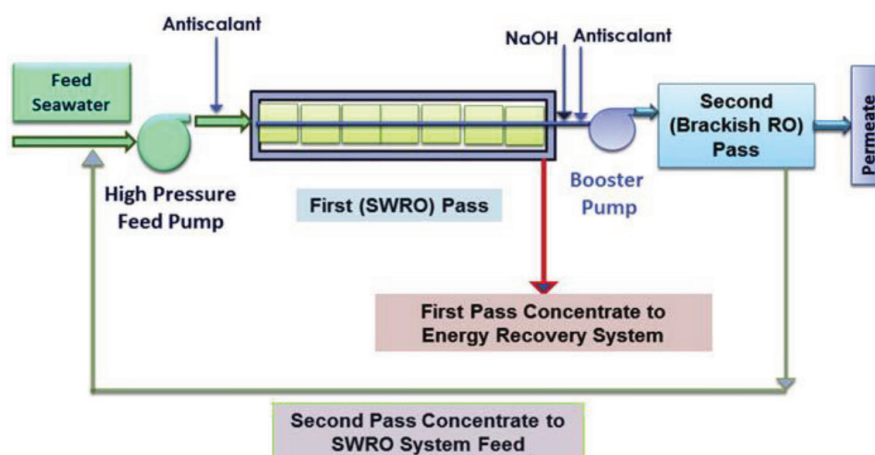 Antiscalant
NaOH
Antiscalant
Feed
Seawater
Second
(Brackish RO)
Pass
Permeate
High Pressure
Feed Pump
First (SWRO) Pass
Booster
Pump
First Pass Concentrate to
Energy Recovery System
Second Pass Concentrate to
SWRO System Feed